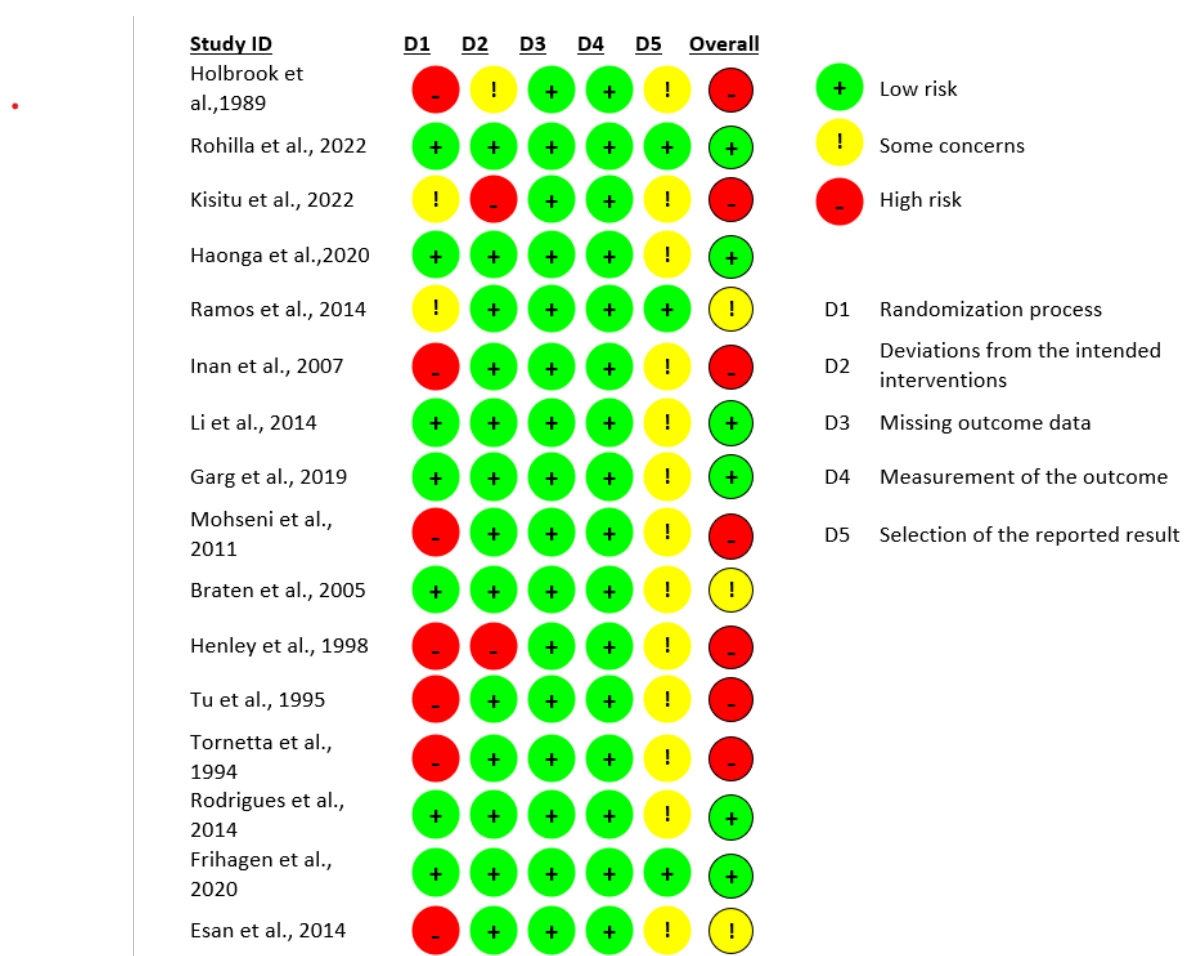 Study ID D1 D2 D3 D4 D5 Overall
Holbrook et
al.,1989
- ! + + ! -
Rohilla et al., 2022 + + + + + +
Kisitu et al., 2022 ! - + + ! -
Haonga et al.,2020 + + + + ! +
Ramos et al., 2014 ! + + + + !
Inan et al., 2007 - + + + ! -
Li et al., 2014 + + + + ! +
Garg et al., 2019 + + + + ! +
Mohseni et al.,
2011
- + + + ! -
Braten et al., 2005 + + + + ! !
Henley et al., 1998 - - + + ! -
Tu et al., 1995 - + + + ! -
Tornetta et al.,
1994
- + + + ! -
Rodrigues et al.,
2014
+ + + + ! +
Frihagen et al.,
2020
+ + + + + +
Esan et al., 2014 - + + + ! !
+ Low risk
! Some concerns
- High risk
D1 Randomization process
D2 Deviations from the intended
interventions
D3 Missing outcome data
D4 Measurement of the outcome
D5 Selection of the reported result